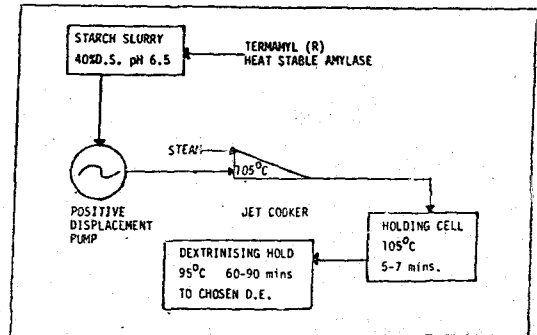 STARCH SLURRY
40%D.S. pH 6.5
TERMAMYL (R)
HEAT STABLE AMYLASE
STEAM
105°C
POSITIVE
DISPLACEMENT
PUMP
JET COOKER
HOLDING CELL
105°C
5-7 mins.
DEXTRINISING HOLD
95°C 60-90 mins
TO CHOSEN D.E.